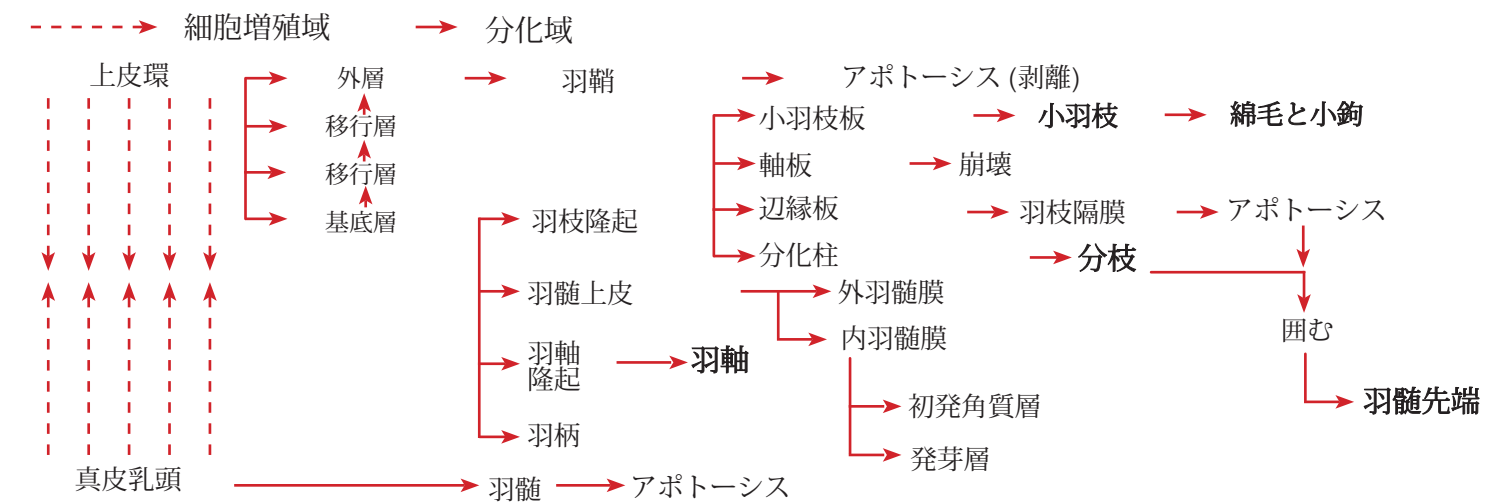 細胞増殖域
分化域
上皮環
外層
羽鞘
アポトーシス (剥離)
移行層
小羽枝板
小羽枝
綿毛と小鉤
移行層
軸板
崩壊
基底層
羽枝隆起
辺縁板
羽枝隔膜
アポトーシス
分化柱
分枝
羽髄上皮
外羽髄膜
内羽髄膜
囲む
羽軸
隆起
羽軸
初発角質層
羽髄先端
羽柄
発芽層
真皮乳頭
羽髄
アポトーシス